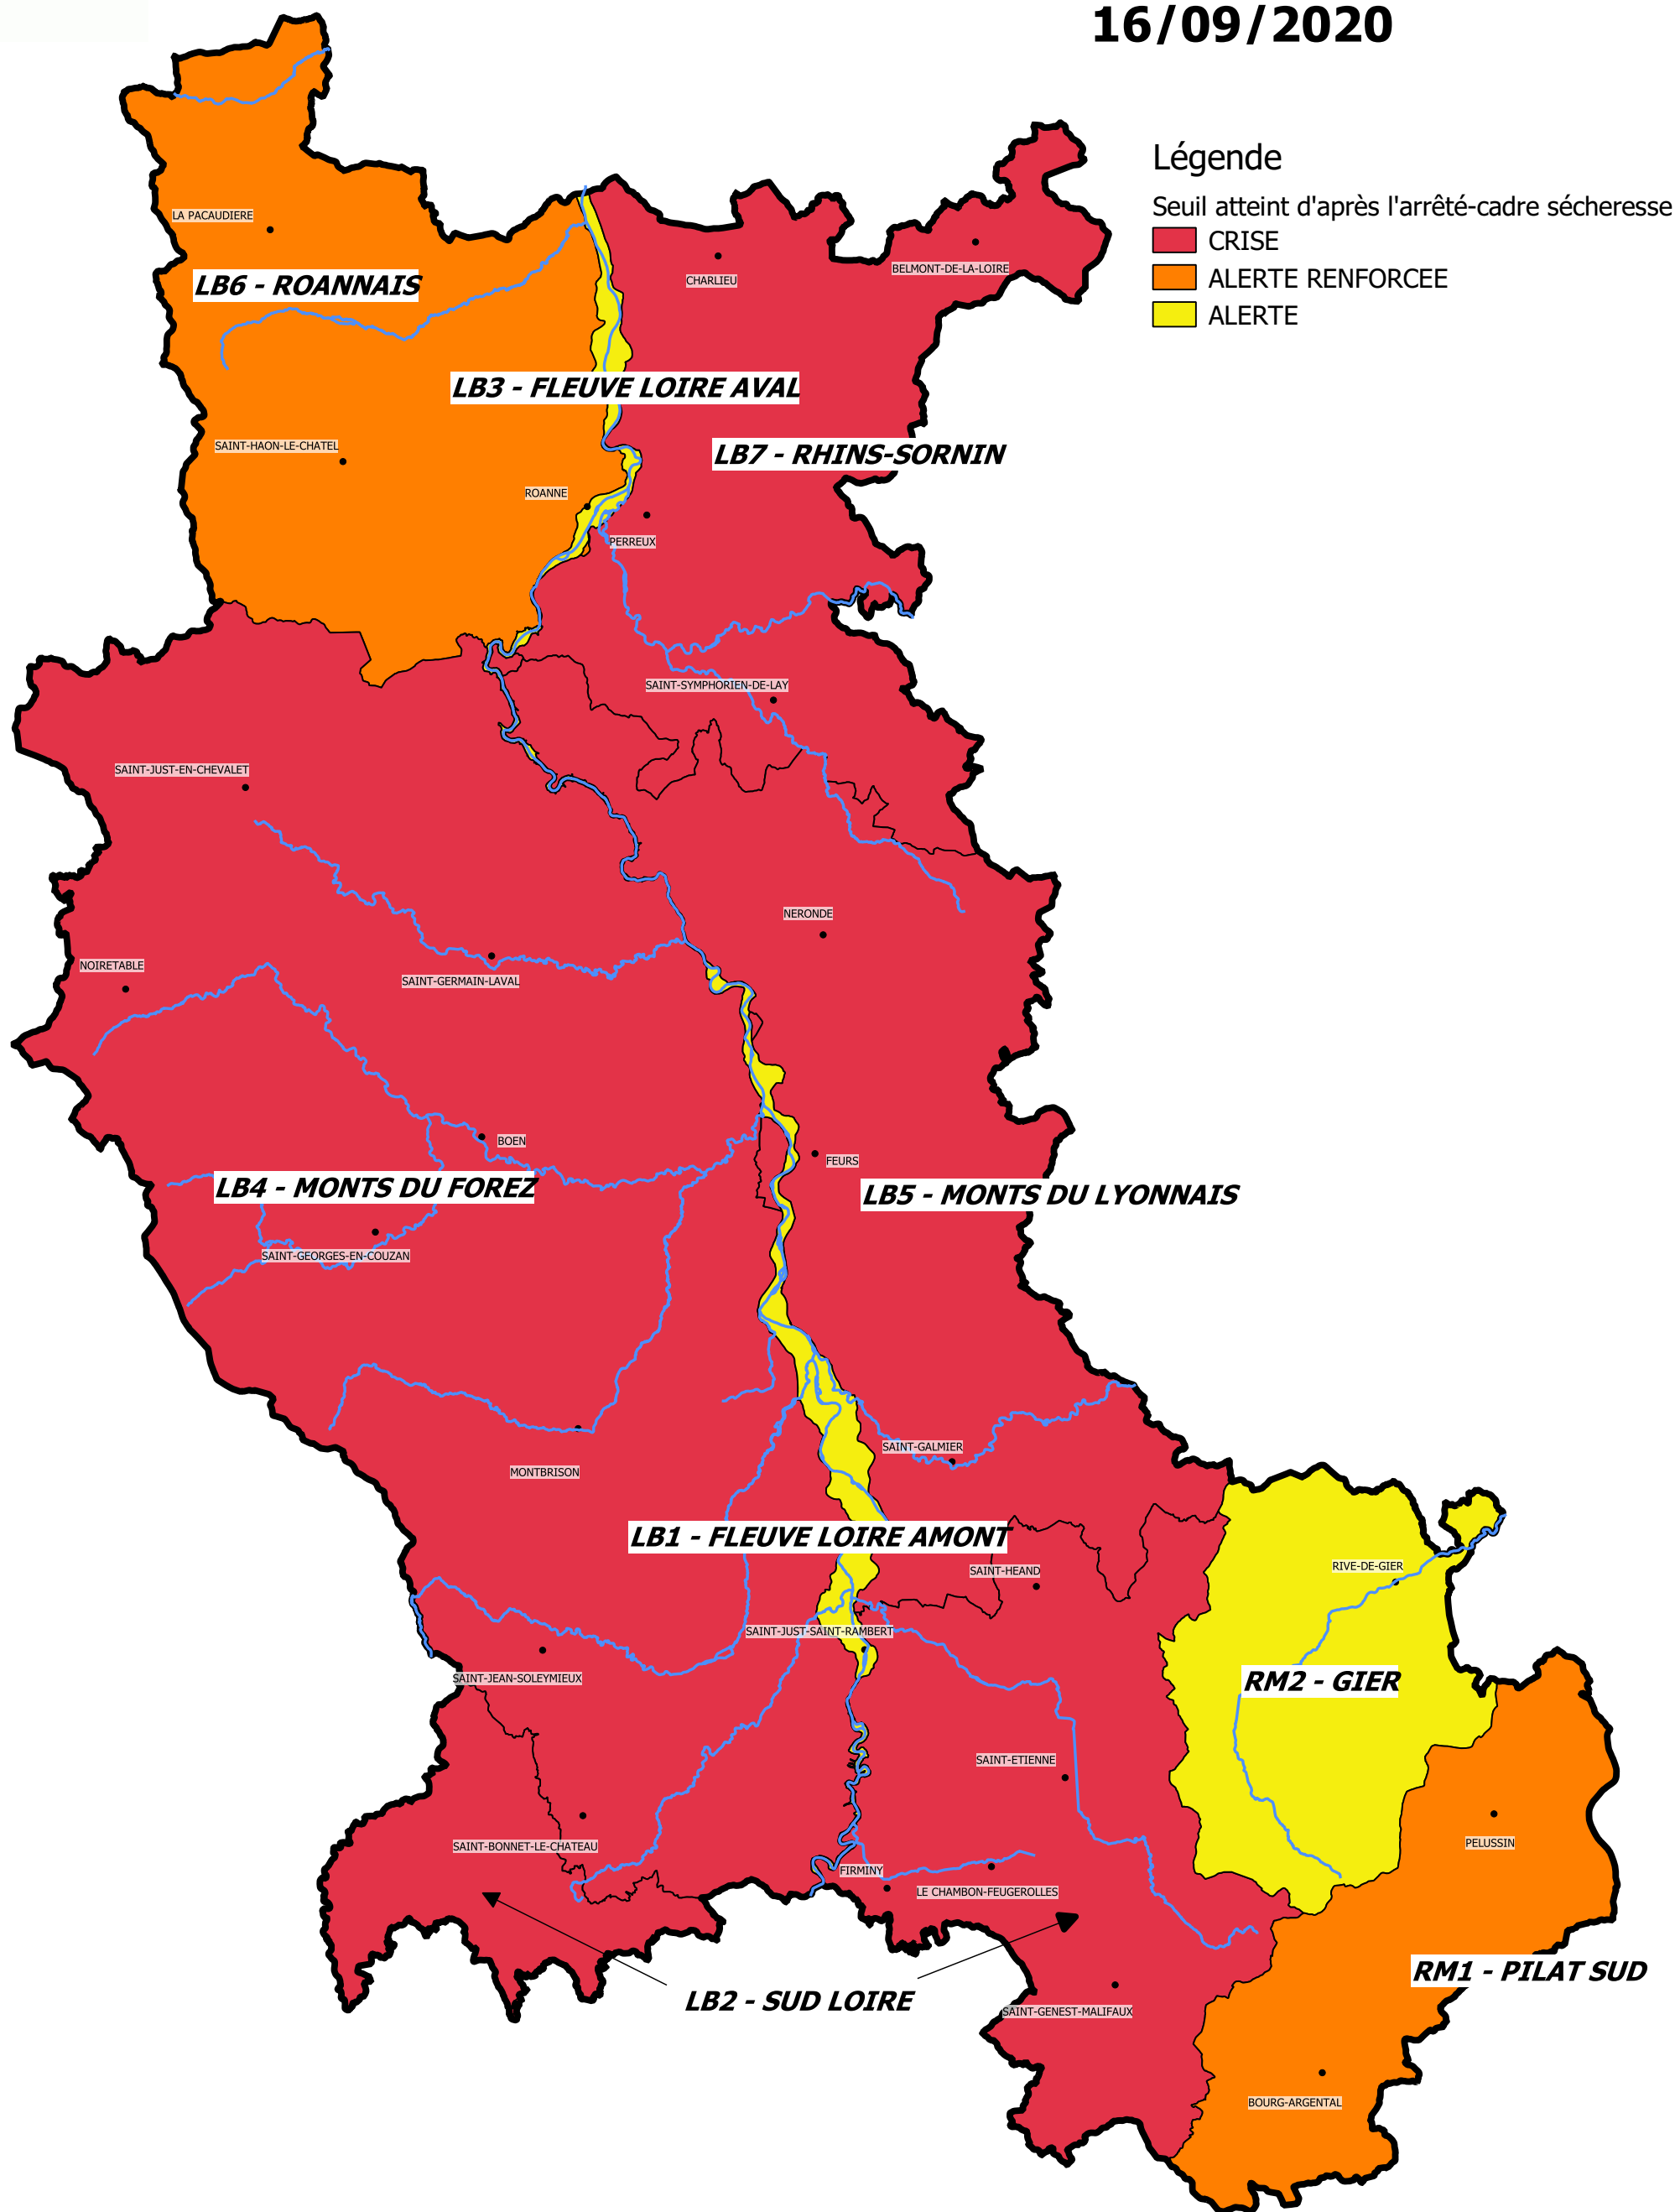 16/09/2020
Légende
Seuil atteint d'après l'arrêté-cadre sécheresse
CRISE
ALERTE RENFORCEE
ALERTE
LA PACAUDIERE
BELMONT-DE-LA-LOIRE
CHARLIEU
LB6 - ROANNAIS
LB3 - FLEUVE LOIRE AVAL
SAINT-HAON-LE-CHATEL
LB7 - RHINS-SORNIN
ROANNE
PERREUX
SAINT-SYMPHORIEN-DE-LAY
SAINT-JUST-EN-CHEVALET
NERONDE
NOIRETABLE
SAINT-GERMAIN-LAVAL
BOEN
FEURS
LB4 - MONTS DU FOREZ
LB5 - MONTS DU LYONNAIS
SAINT-GEORGES-EN-COUZAN
SAINT-GALMIER
MONTBRISON
LB1 - FLEUVE LOIRE AMONT
SAINT-HEAND
RIVE-DE-GIER
SAINT-JUST-SAINT-RAMBERT
SAINT-JEAN-SOLEYMIEUX
RM2 - GIER
SAINT-ETIENNE
SAINT-BONNET-LE-CHATEAU
PELUSSIN
FIRMINY
LE CHAMBON-FEUGEROLLES
RM1 - PILAT SUD
LB2 - SUD LOIRE
SAINT-GENEST-MALIFAUX
BOURG-ARGENTAL